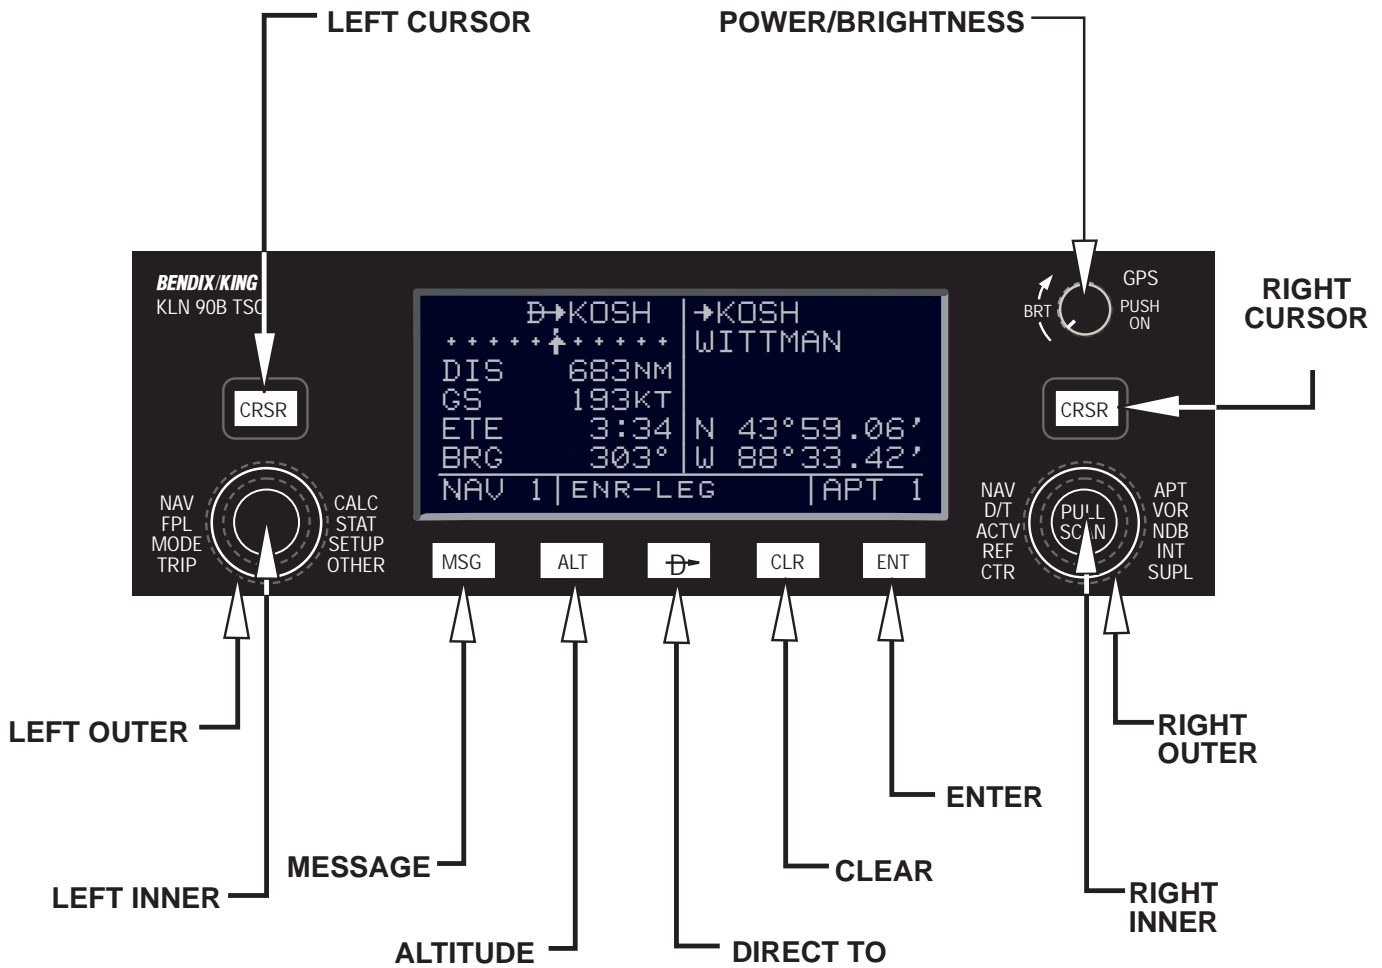 LEFT CURSOR
POWER/BRIGHTNESS
BENDIX/KING
KLN 90B TSO
GPS
BRT
PUSH
ON
RIGHT
CURSOR
CRSR
D→KOSH
DIS 683NM
GS 193KT
ETE 3:34
BRG 303°
→KOSH
WITTMAN
N 43°59.06'
W 88°33.42'
NAV 1 ENR-LEG APT 1
CRSR
NAV
FPL
MODE
TRIP
CALC
STAT
SETUP
OTHER
MSG
ALT
D→
CLR
ENT
NAV
D/T
ACTV
REF
CTR
PULL
SCAN
APT
VOR
NDB
INT
SUPL
LEFT OUTER
RIGHT
OUTER
ENTER
MESSAGE
CLEAR
LEFT INNER
RIGHT
INNER
ALTITUDE
DIRECT TO